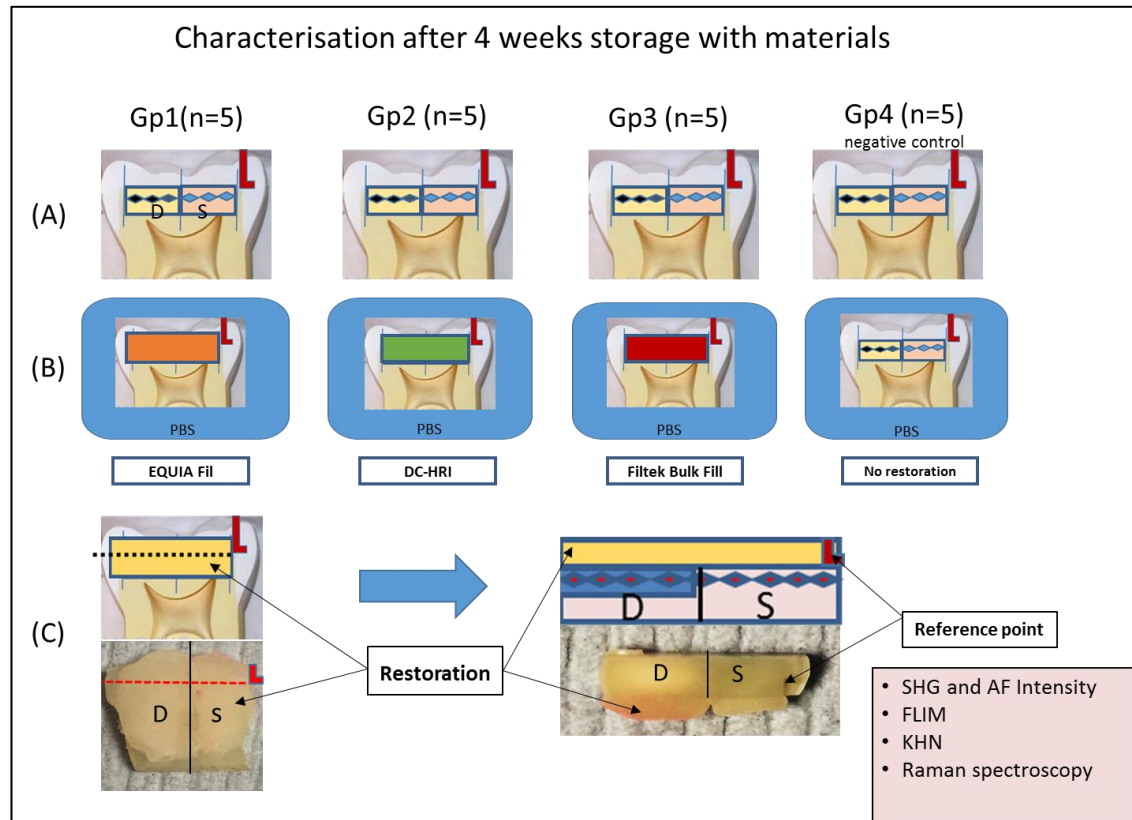 Characterisation after 4 weeks storage with materials
Gp1(n=5)
Gp2 (n=5)
Gp3 (n=5)
Gp4 (n=5)
negative control
(A)
D
S
(B)
PBS
PBS
PBS
PBS
EQUIA Fil
DC-HRI
Filtek Bulk Fill
No restoration
(C)
D
S
Restoration
Reference point
D
S
D
S
• SHG and AF Intensity
• FLIM
• KHN
• Raman spectroscopy